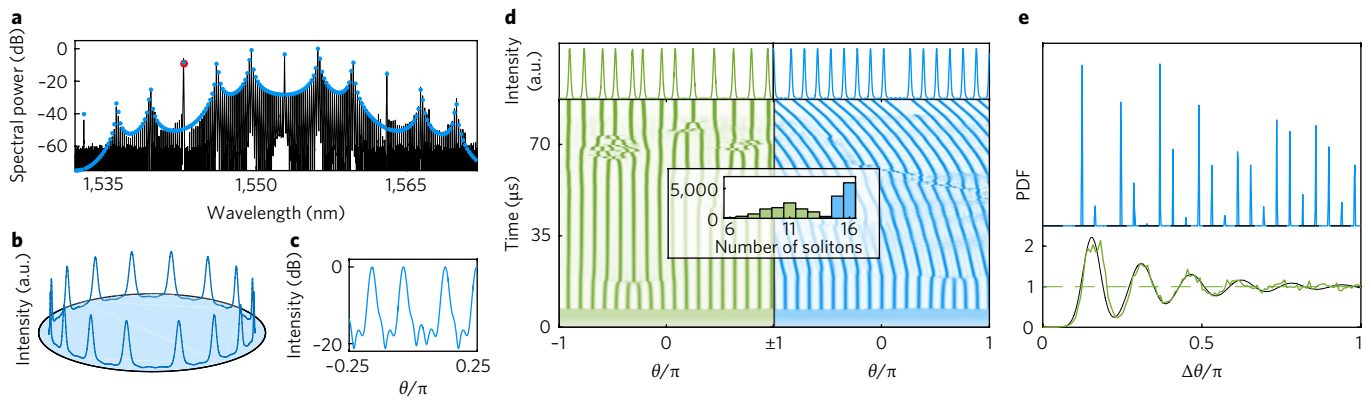 a
Spectral power (dB)
0
−20
−40
−60
1,535
1,550
1,565
Wavelength (nm)
b
Intensity (a.u.)
c
Intensity (dB)
0
−20
−0.25
0.25
θ/π
d
Intensity
(a.u.)
Time (μs)
70
35
0
5,000
0
6
11
16
Number of solitons
−1
0
±1
0
1
θ/π
θ/π
e
PDF
2
1
0
0
0.5
1
Δθ/π